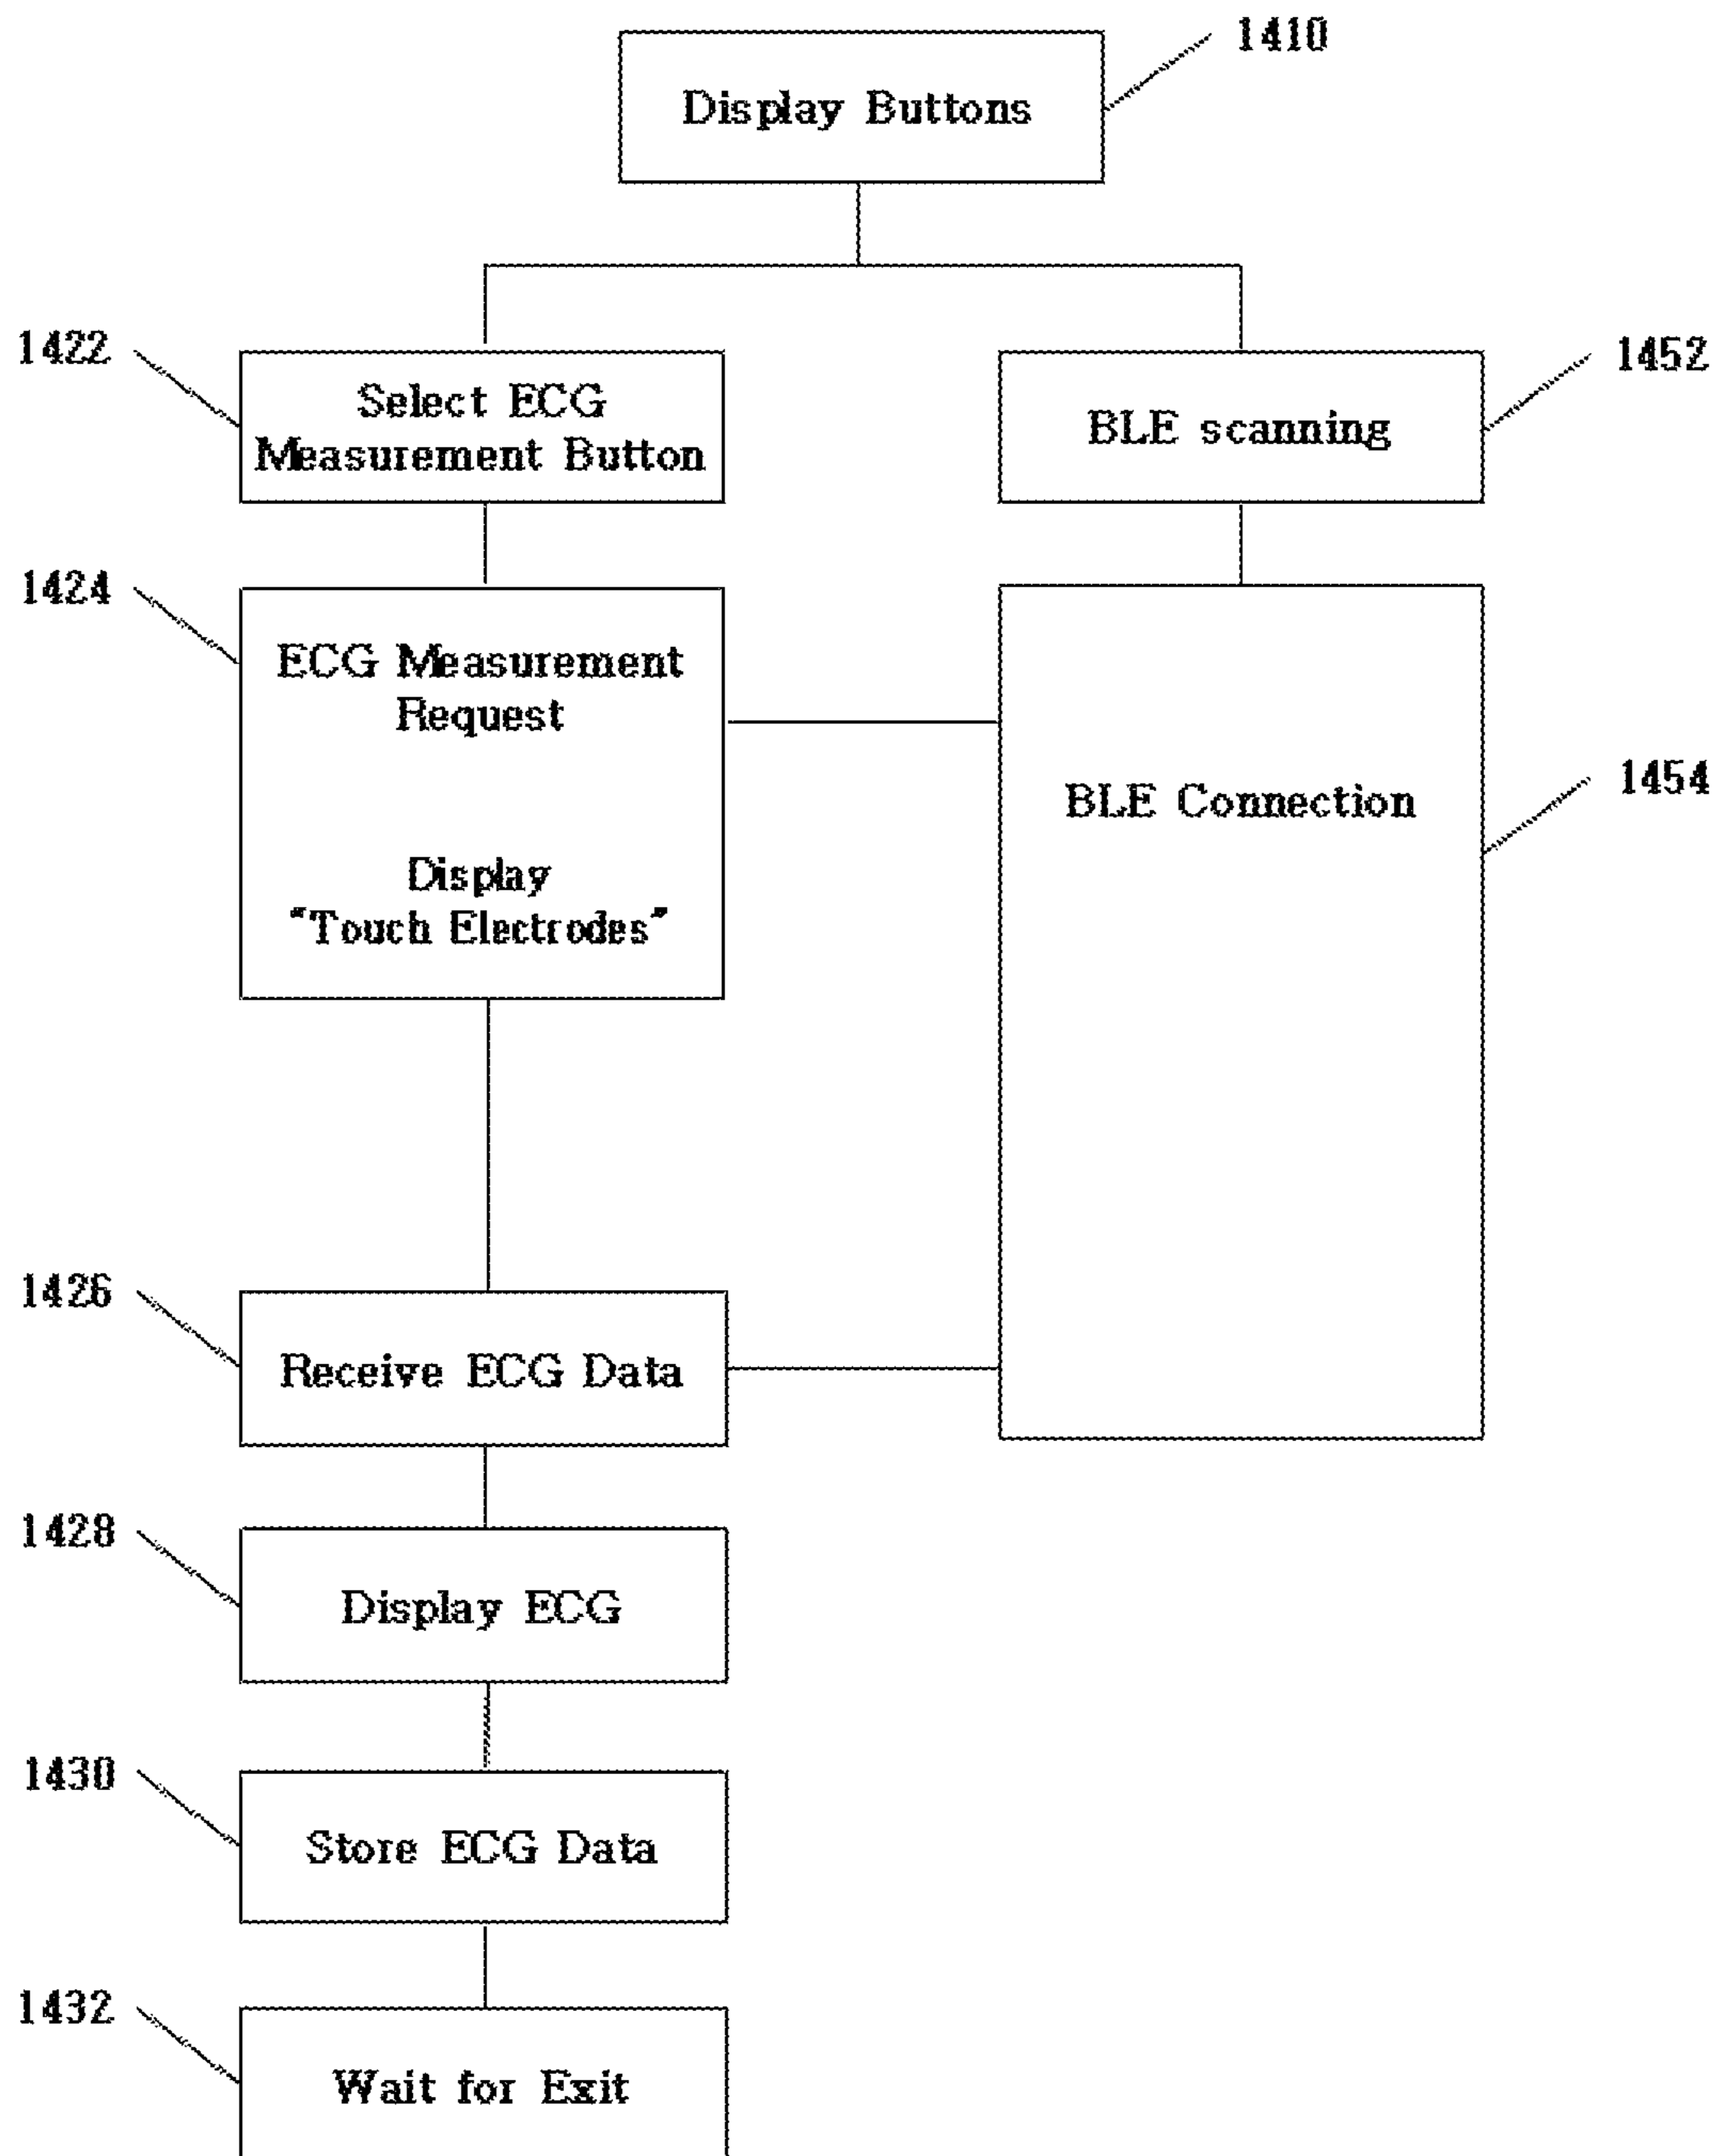 1410
Display Buttons
1422
Select ECG
Measurement Button
1452
BLE scanning
1424
ECG Measurement
Request
Display
"Touch Electrodes"
1454
BLE Connection
1426
Receive ECG Data
1428
Display ECG
1430
Store ECG Data
1432
Wait for Exit